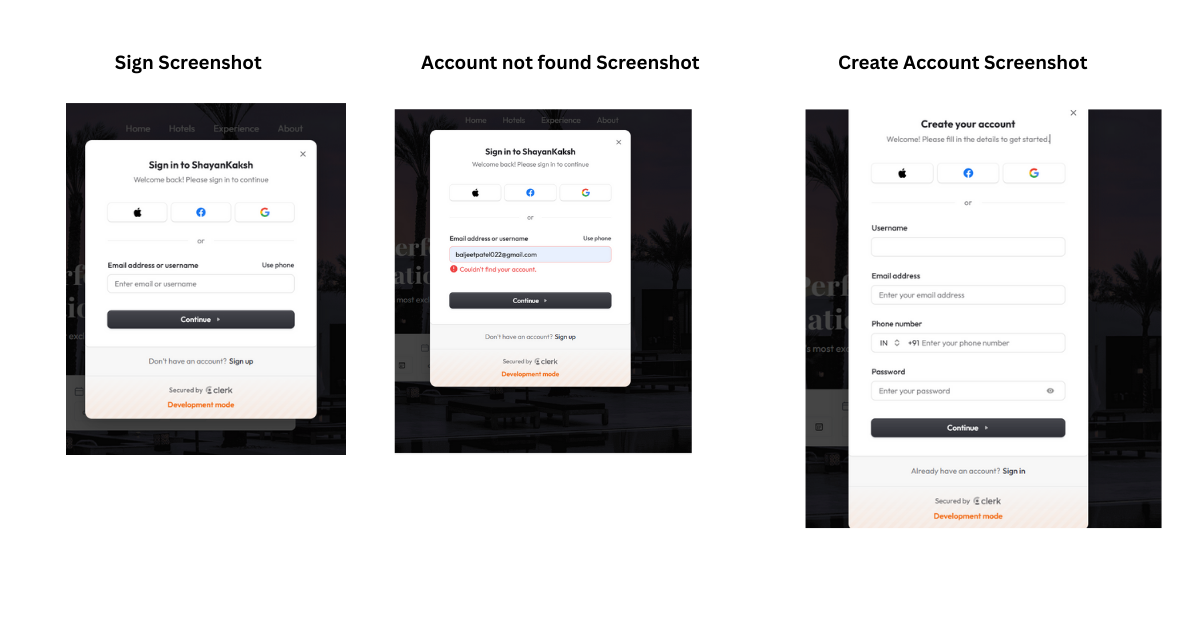 Sign Screenshot
Account not found Screenshot
Create Account Screenshot
Home Hotels Experience About
Sign in to ShayanKaksh
Welcome back! Please sign in to continue
or
Email address or username Use phone
Enter email or username
Continue
Don't have an account? Sign up
Secured by clerk
Development mode
Home Hotels Experience About
Sign in to ShayanKaksh
Welcome back! Please sign in to continue
or
Email address or username Use phone
baljeetpatel022@gmail.com
Couldn't find your account.
Continue
Don't have an account? Sign up
Secured by clerk
Development mode
Create your account
Welcome! Please fill in the details to get started.
or
Username
Email address
Enter your email address
Phone number
IN +91 Enter your phone number
Password
Enter your password
Continue
Already have an account? Sign in
Secured by clerk
Development mode